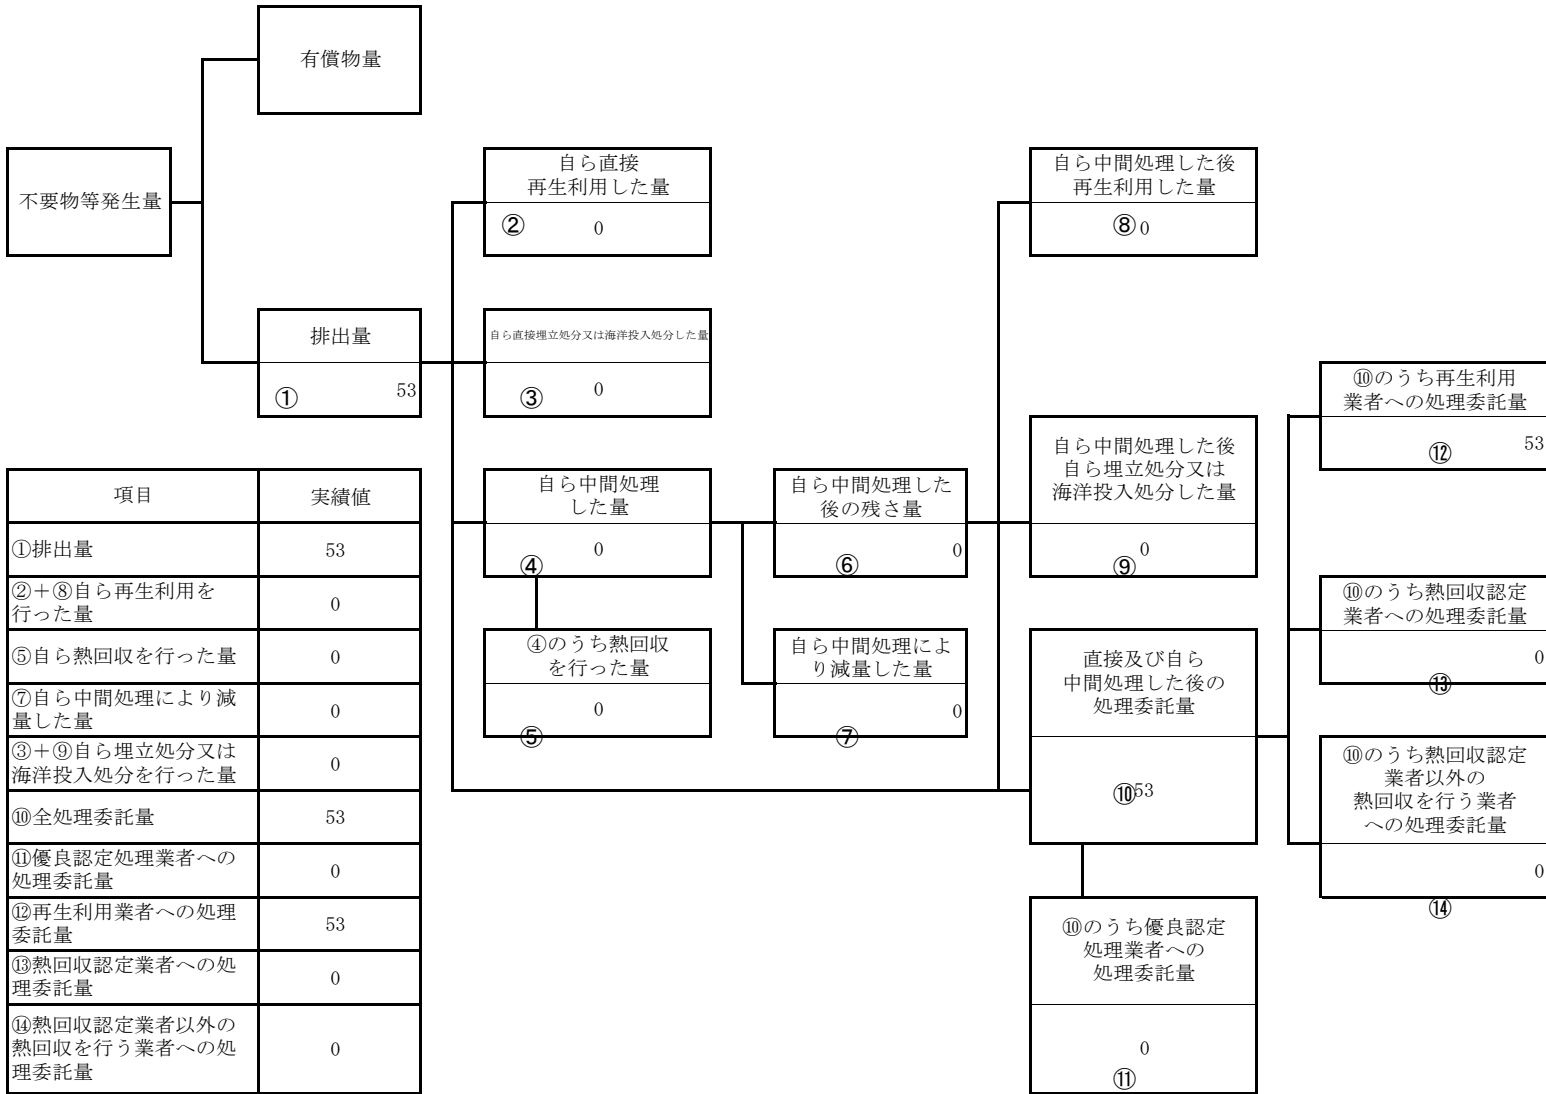 有償物量
不要物等発生量
自ら直接
再生利用した量
② 0
自ら中間処理した後
再生利用した量
⑧ 0
排出量
① 53
自ら直接埋立処分又は海洋投入処分した量
③ 0
⑩のうち再生利用
業者への処理委託量
⑫ 53
自ら中間処理
した量
④ 0
自ら中間処理した
後の残さ量
⑥ 0
自ら中間処理した後
自ら埋立処分又は
海洋投入処分した量
⑨ 0
⑩のうち熱回収認定
業者への処理委託量
⑬ 0
④のうち熱回収
を行った量
⑤ 0
自ら中間処理によ
り減量した量
⑦ 0
直接及び自ら
中間処理した後の
処理委託量
⑩ 53
⑩のうち熱回収認定
業者以外の
熱回収を行う業者
への処理委託量
⑭ 0
⑩のうち優良認定
処理業者への
処理委託量
⑪ 0
項目 実績値
①排出量 53
②＋⑧自ら再生利用を
行った量 0
⑤自ら熱回収を行った量 0
⑦自ら中間処理により減
量した量 0
③＋⑨自ら埋立処分又は
海洋投入処分を行った量 0
⑩全処理委託量 53
⑪優良認定処理業者への
処理委託量 0
⑫再生利用業者への処理
委託量 53
⑬熱回収認定業者への処
理委託量 0
⑭熱回収認定業者以外の
熱回収を行う業者への処
理委託量 0